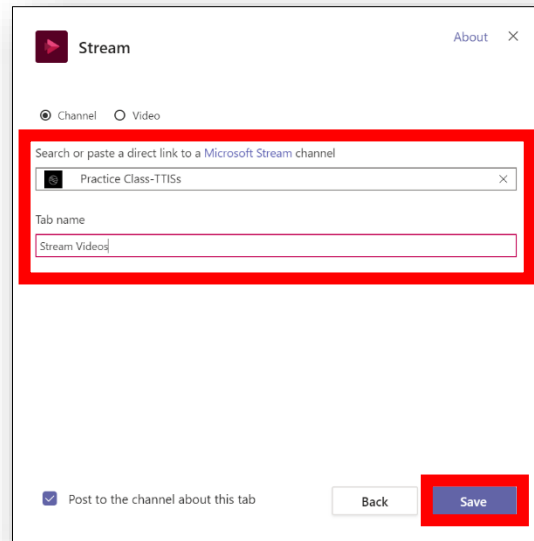 Stream
About
Channel Video
Search or paste a direct link to a Microsoft Stream channel
Practice Class-TTISs
Tab name
Stream Videos
Post to the channel about this tab
Back
Save